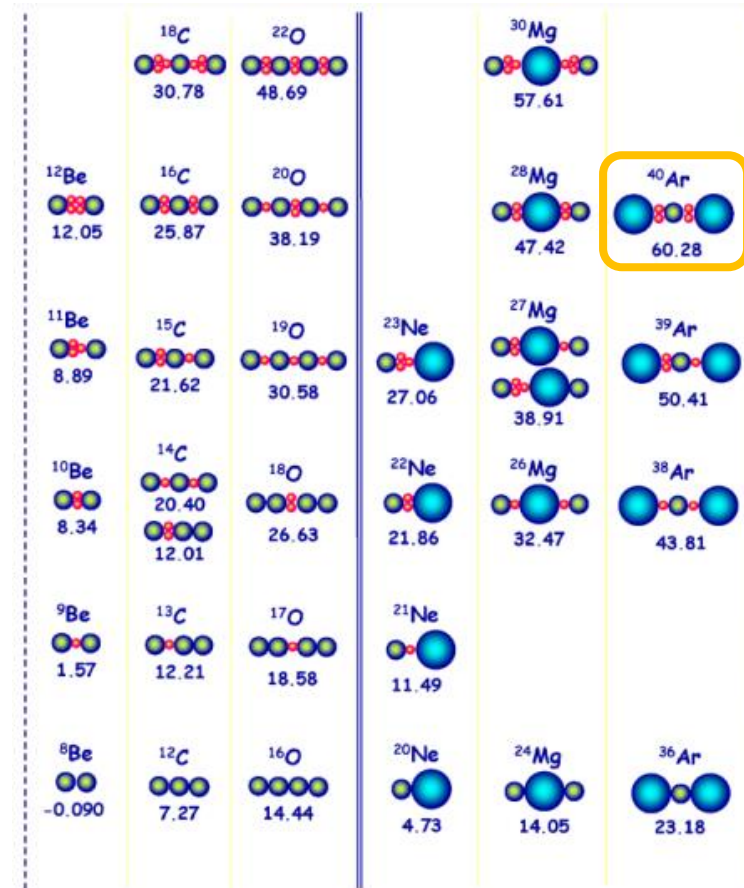 ¹⁸C ²²O ³⁰Mg
30.78 48.69 57.61
¹²Be ¹⁶C ²⁰O ²⁸Mg ⁴⁰Ar
12.05 25.87 38.19 47.42 60.28
¹¹Be ¹⁵C ¹⁹O ²³Ne ²⁷Mg ³⁹Ar
8.89 21.62 30.58 27.06 38.91 50.41
¹⁰Be ¹⁴C ¹⁸O ²²Ne ²⁶Mg ³⁸Ar
20.40
8.34 26.63 21.86 32.47 43.81
12.01
⁹Be ¹³C ¹⁷O ²¹Ne
1.57 12.21 18.58 11.49
⁸Be ¹²C ¹⁶O ²⁰Ne ²⁴Mg ³⁶Ar
-0.090 7.27 14.44 4.73 14.05 23.18